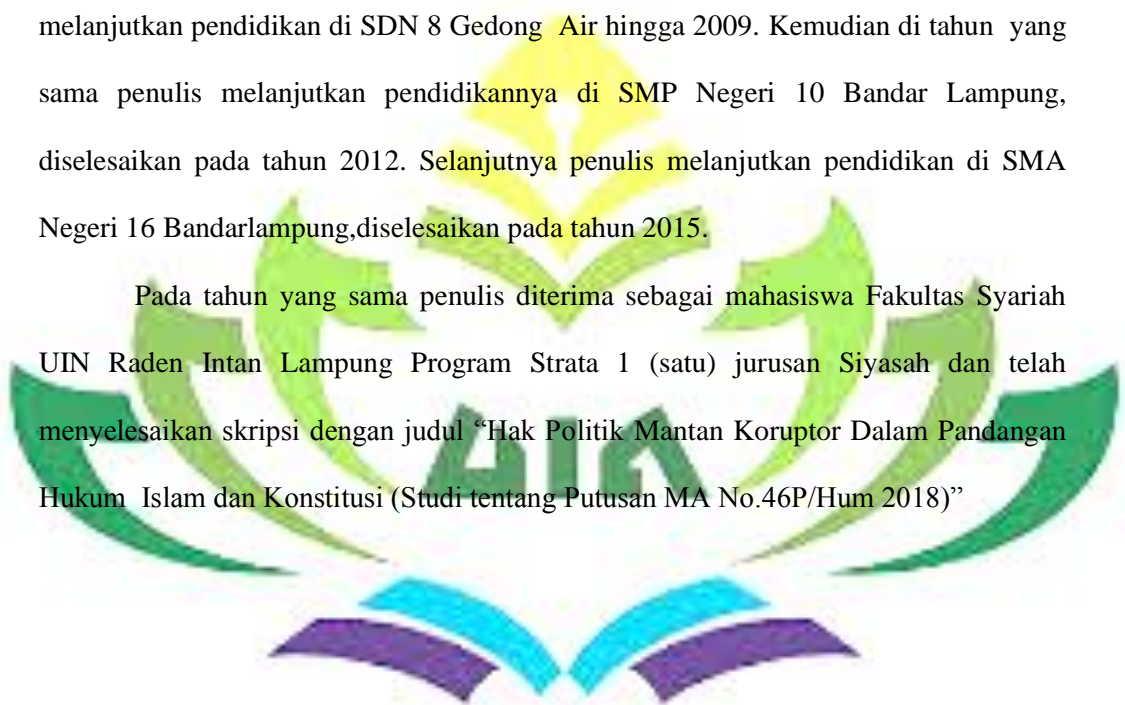 melanjutkan pendidikan di SDN 8 Gedong Air hingga 2009. Kemudian di tahun yang
sama penulis melanjutkan pendidikannya di SMP Negeri 10 Bandar Lampung,
diselesaikan pada tahun 2012. Selanjutnya penulis melanjutkan pendidikan di SMA
Negeri 16 Bandarlampung,diselesaikan pada tahun 2015.
Pada tahun yang sama penulis diterima sebagai mahasiswa Fakultas Syariah
UIN Raden Intan Lampung Program Strata 1 (satu) jurusan Siyasah dan telah
menyelesaikan skripsi dengan judul “Hak Politik Mantan Koruptor Dalam Pandangan
Hukum Islam dan Konstitusi (Studi tentang Putusan MA No.46P/Hum 2018)”